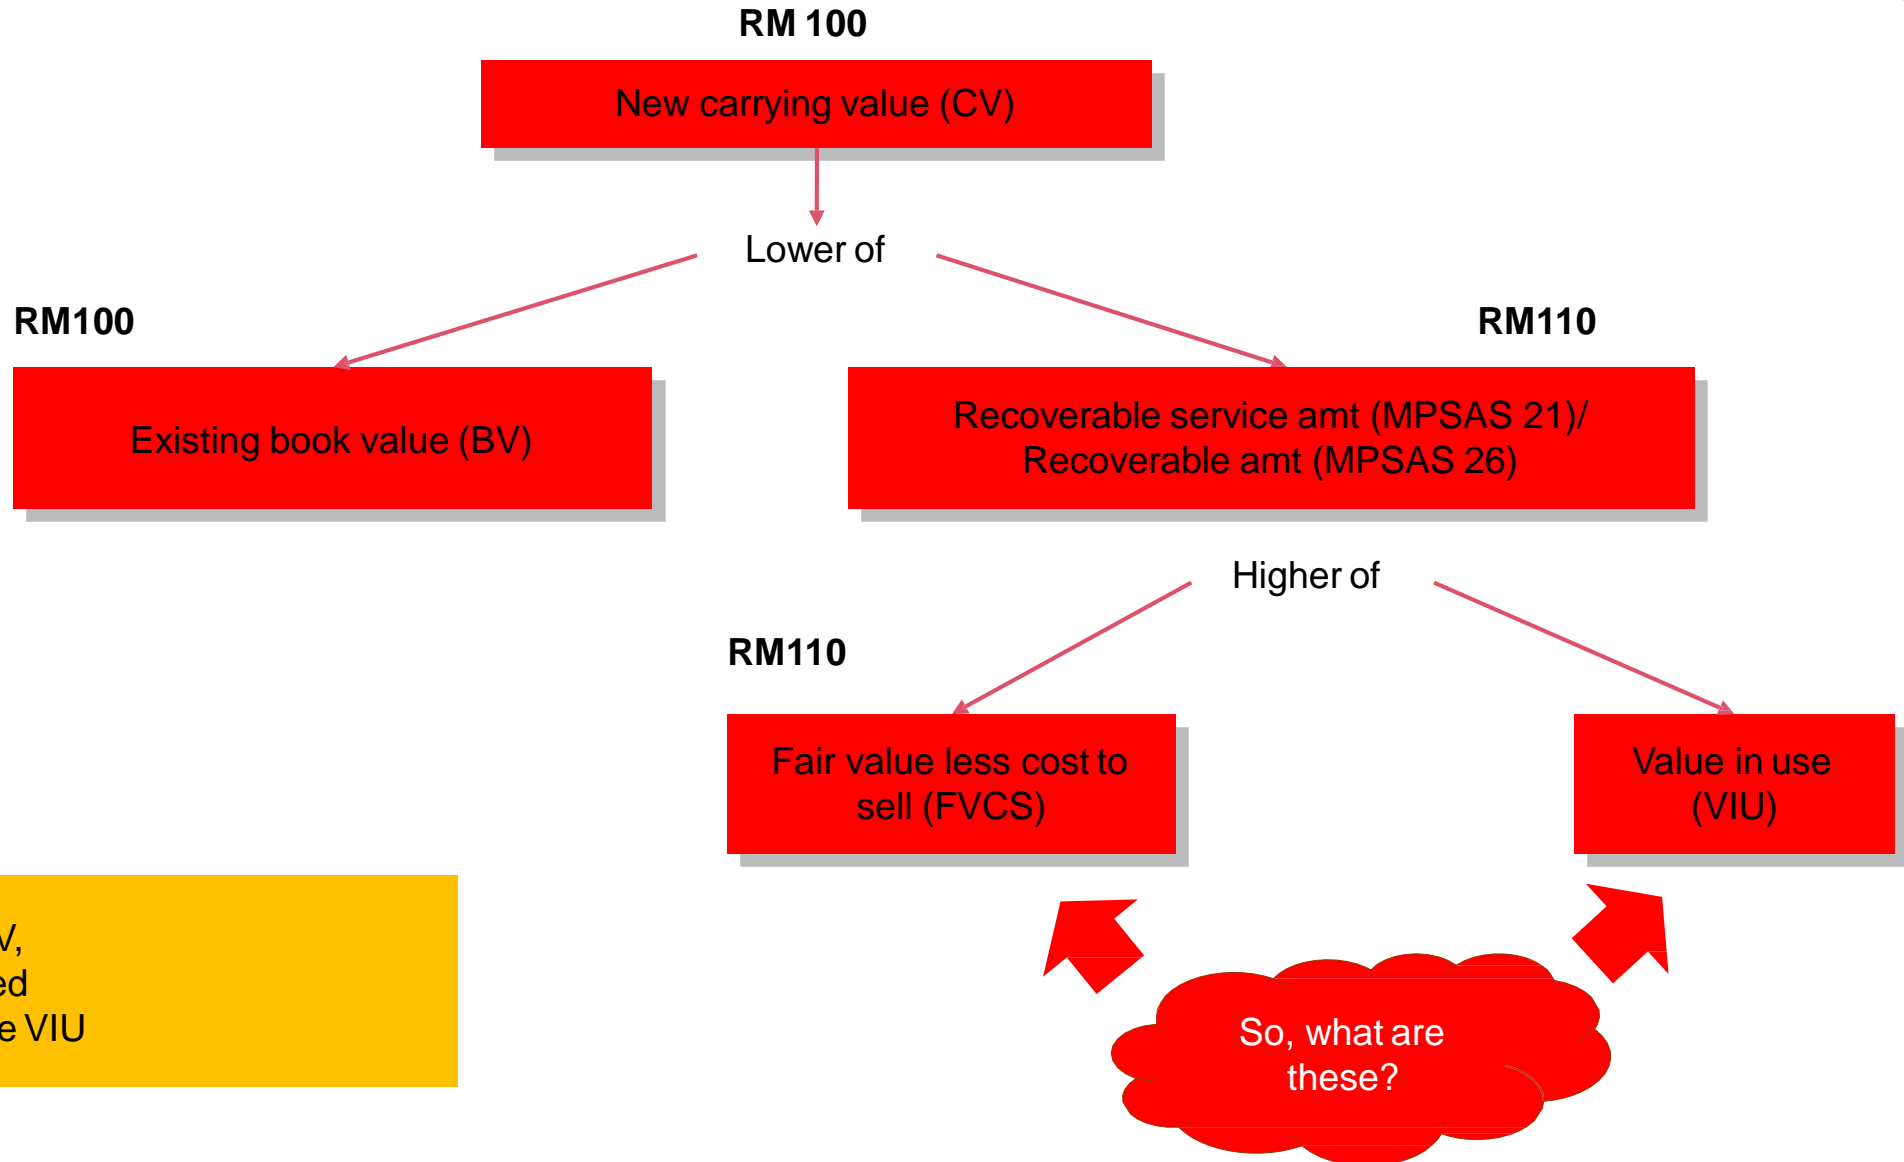 RM 100
New carrying value (CV)
Lower of
RM100
RM110
Existing book value (BV)
Recoverable service amt (MPSAS 21)/
Recoverable amt (MPSAS 26)
Higher of
RM110
Fair value less cost to
sell (FVCS)
Value in use
(VIU)
VIU
So, what are
these?